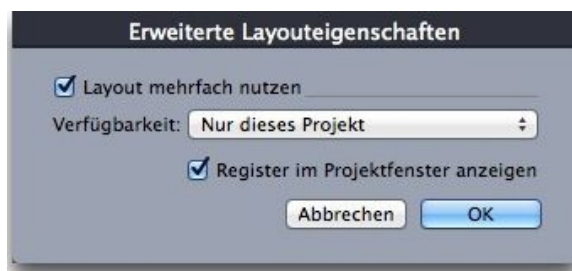 Erweiterte Layouteigenschaften
Layout mehrfach nutzen
Verfügbarkeit: Nur dieses Projekt
Register im Projektfenster anzeigen
Abbrechen OK